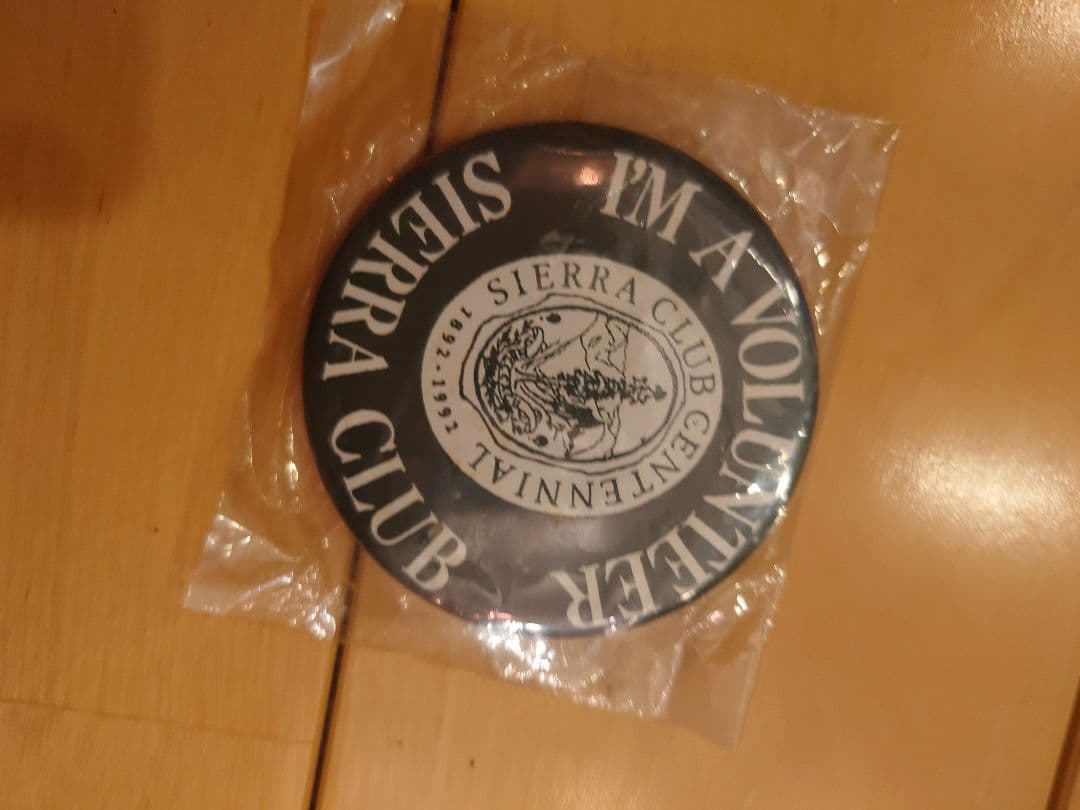 I'M A VOLUNTEER
SIERRA CLUB
SIERRA CLUB CENTENNIAL
1892 · 1992